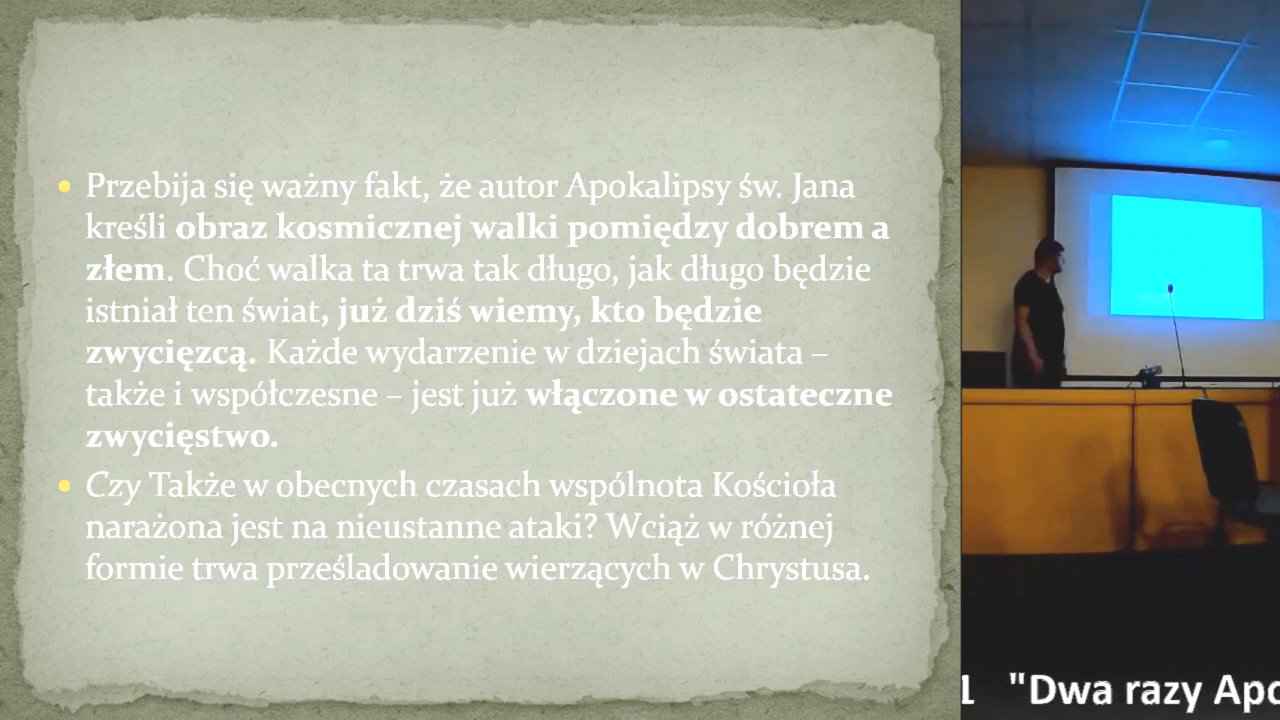 Przebija się ważny fakt, że autor Apokalipsy św. Jana
kreśli obraz kosmicznej walki pomiędzy dobrem a
złem. Choć walka ta trwa tak długo, jak długo będzie
istniał ten świat, już dziś wiemy, kto będzie
zwycięzcą. Każde wydarzenie w dziejach świata –
także i współczesne – jest już włączone w ostateczne
zwycięstwo.
Czy Także w obecnych czasach wspólnota Kościoła
narażona jest na nieustanne ataki? Wciąż w różnej
formie trwa prześladowanie wierzących w Chrystusa.
1 "Dwa razy Apo